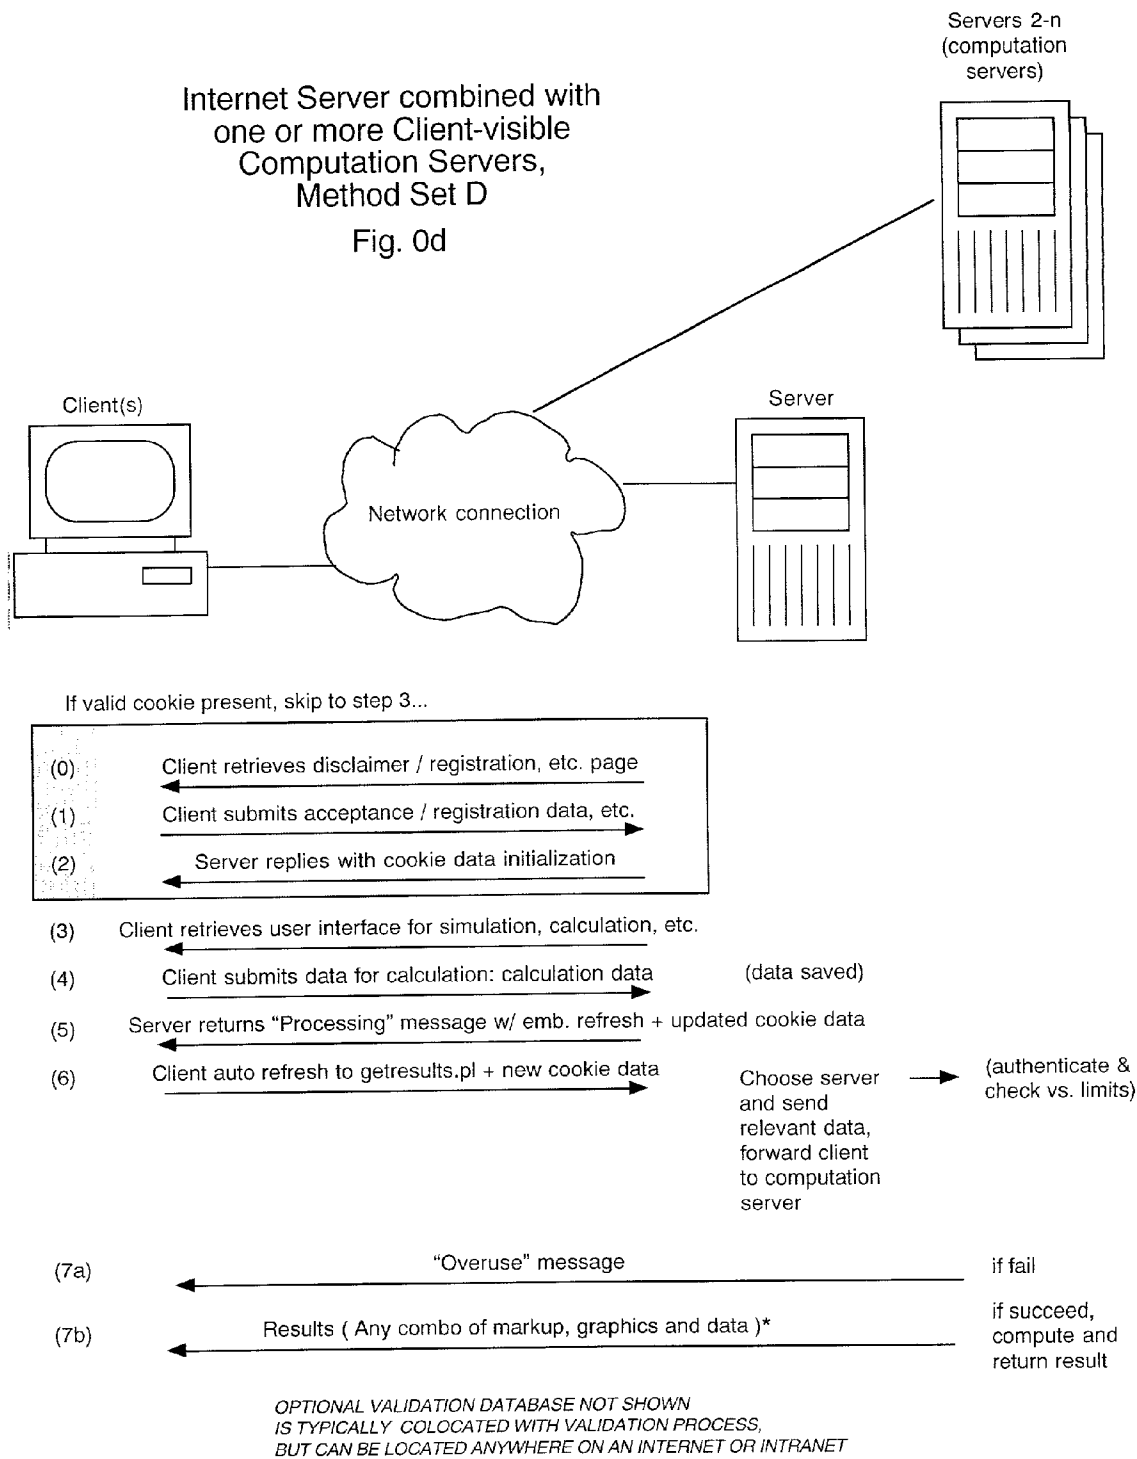 Servers 2-n
(computation
servers)
Internet Server combined with
one or more Client-visible
Computation Servers,
Method Set D
Fig. 0d
Client(s)
Server
Network connection
If valid cookie present, skip to step 3...
(0) Client retrieves disclaimer / registration, etc. page
(1) Client submits acceptance / registration data, etc.
(2) Server replies with cookie data initialization
(3) Client retrieves user interface for simulation, calculation, etc.
(4) Client submits data for calculation: calculation data (data saved)
(5) Server returns “Processing” message w/ emb. refresh + updated cookie data
(6) Client auto refresh to getresults.pl + new cookie data
Choose server
and send
relevant data,
forward client
to computation
server
(authenticate &
check vs. limits)
(7a) “Overuse” message if fail
(7b) Results ( Any combo of markup, graphics and data )*
if succeed,
compute and
return result
OPTIONAL VALIDATION DATABASE NOT SHOWN
IS TYPICALLY COLOCATED WITH VALIDATION PROCESS,
BUT CAN BE LOCATED ANYWHERE ON AN INTERNET OR INTRANET